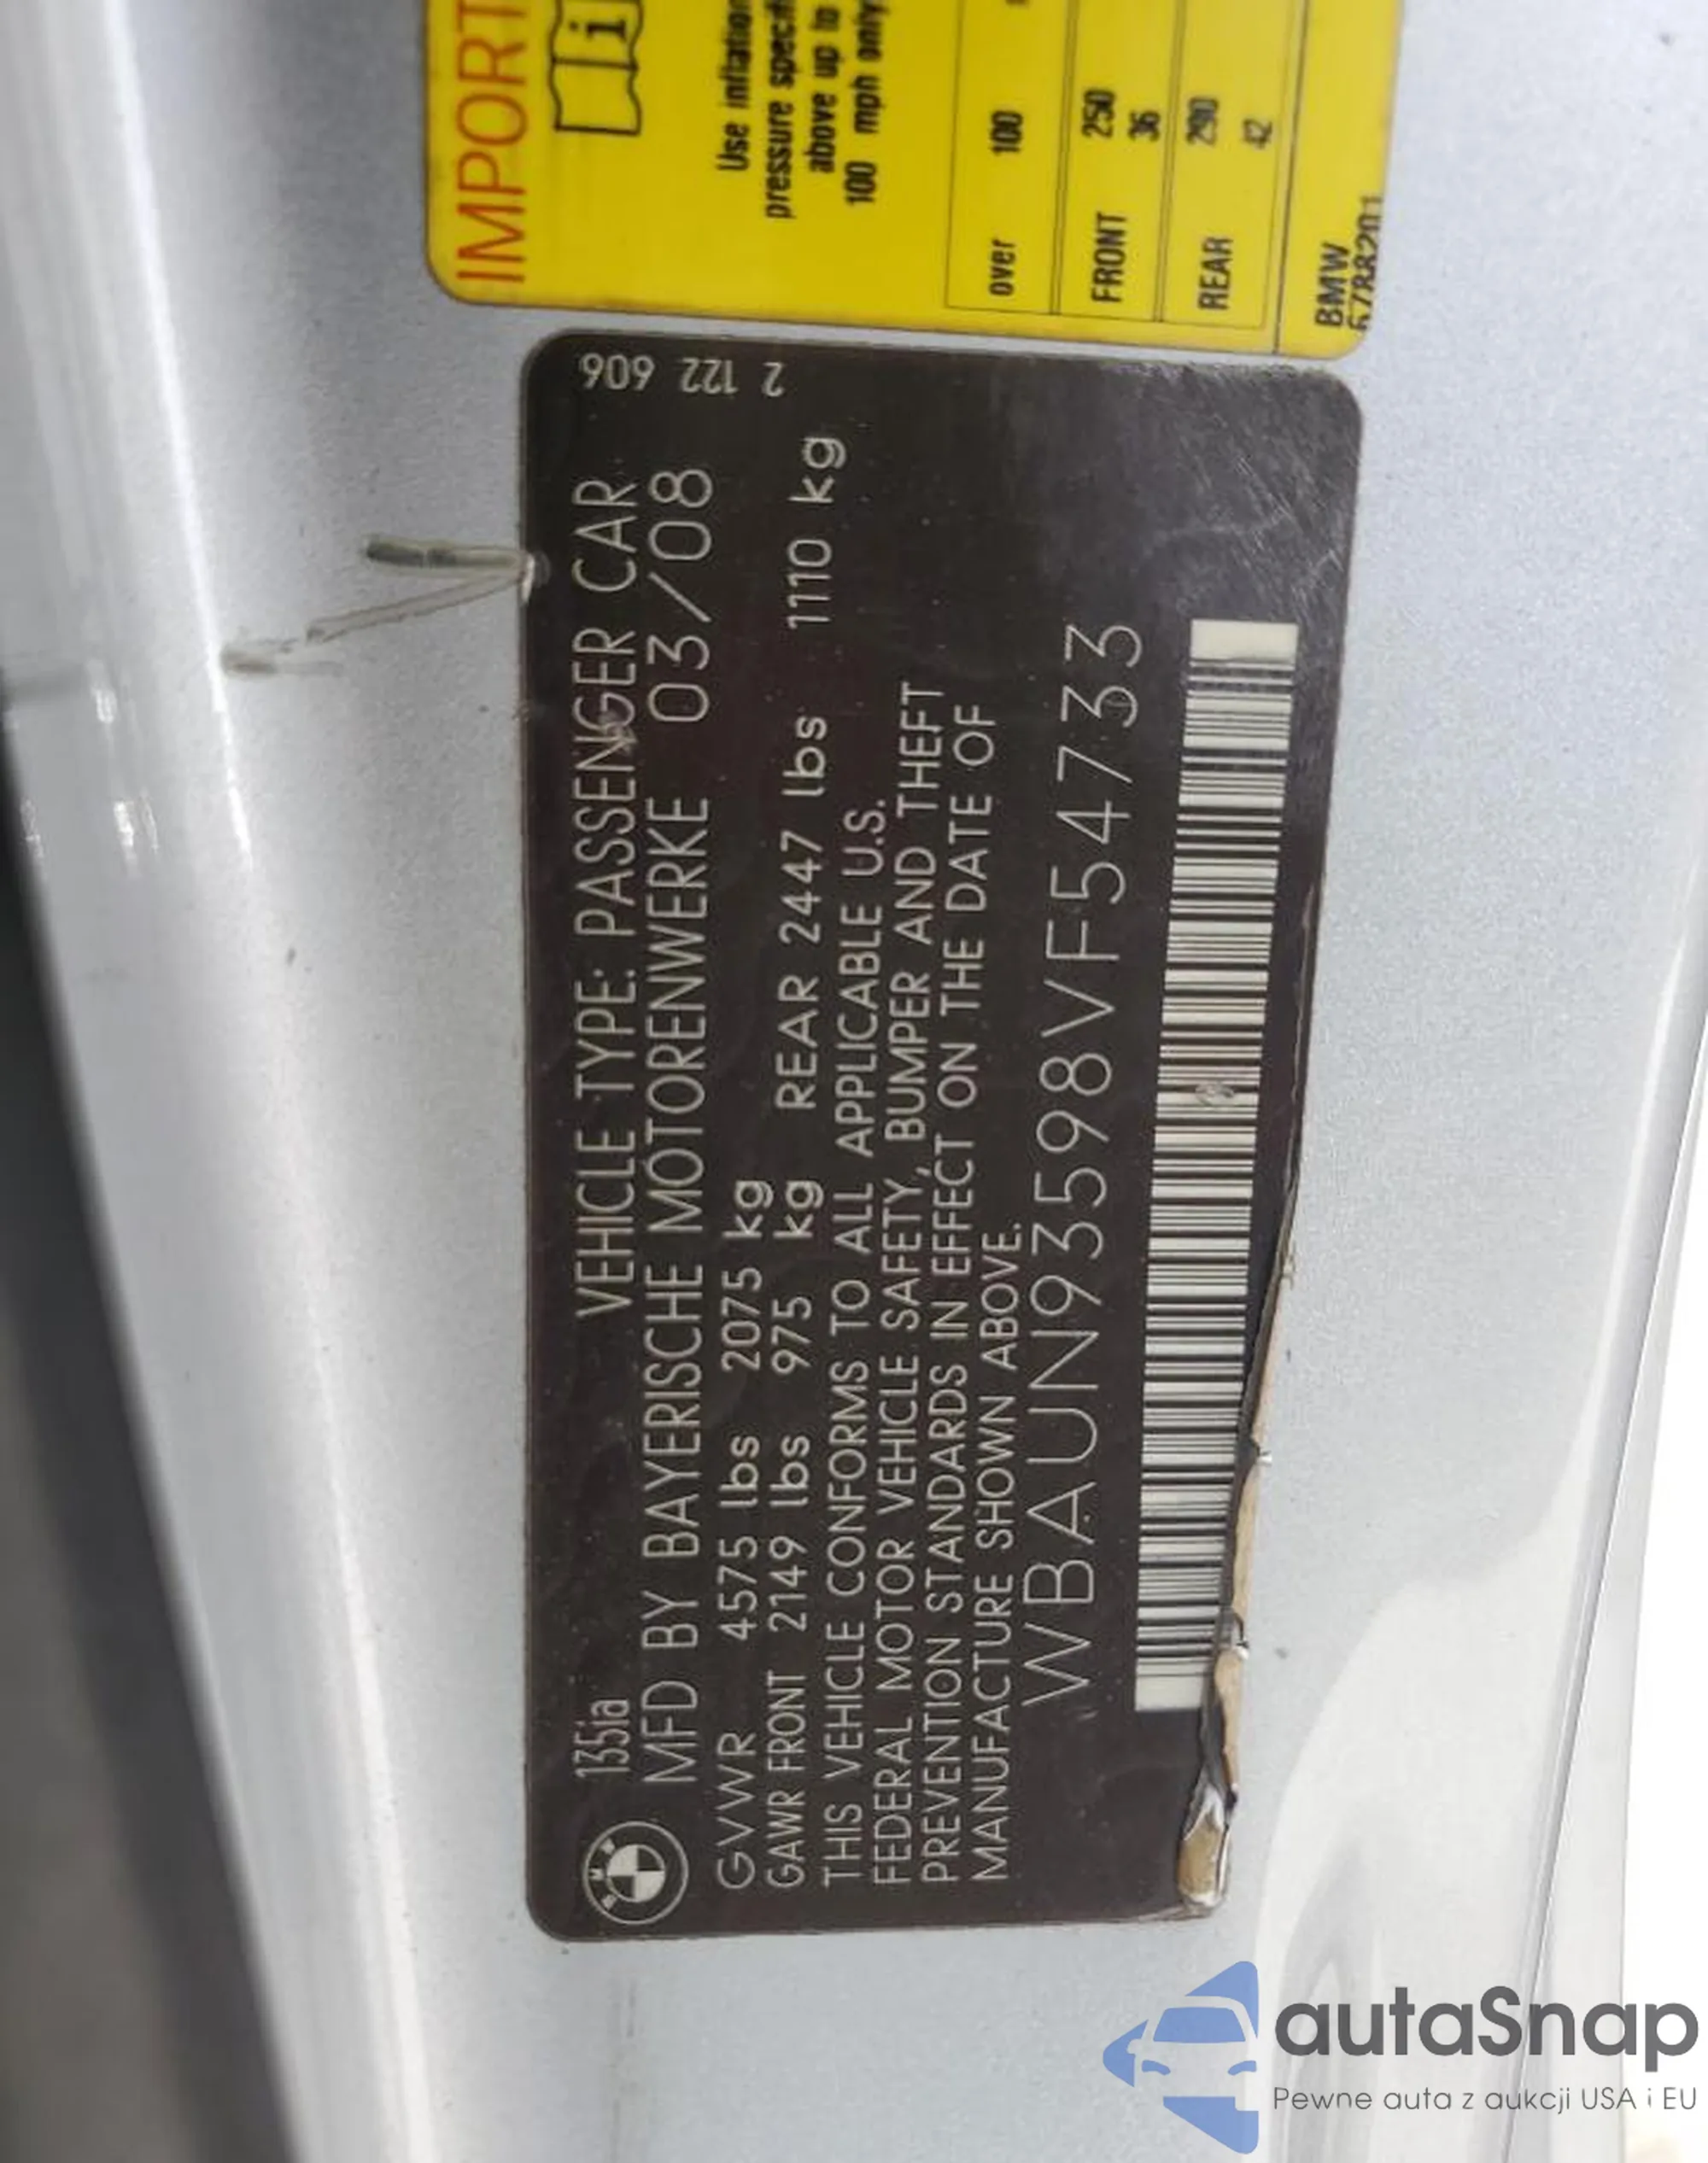 IMPORT
i
Use inflation
pressure specifi
above up to
100 mph only
over 100
FRONT 250
36
REAR 290
42
BMW
6788201
2 122 606
135ia VEHICLE TYPE: PASSENGER CAR
MFD BY BAYERISCHE MOTORENWERKE 03/08
GVWR 4575 lbs 2075 kg
GAWR FRONT 2149 lbs 975 kg REAR 2447 lbs 1110 kg
THIS VEHICLE CONFORMS TO ALL APPLICABLE U.S.
FEDERAL MOTOR VEHICLE SAFETY, BUMPER AND THEFT
PREVENTION STANDARDS IN EFFECT ON THE DATE OF
MANUFACTURE SHOWN ABOVE.
WBAUN93598VF54733
BMW
autaSnap
Pewne auta z aukcji USA i EU